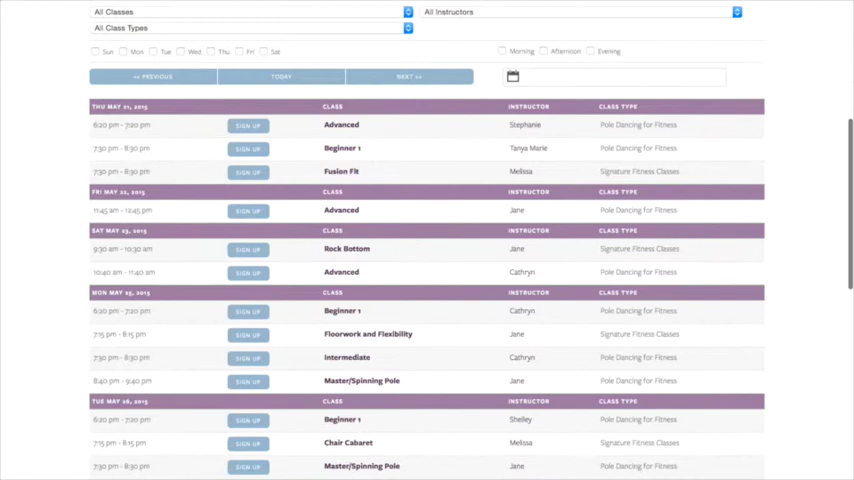 All Classes All Instructors
All Class Types
Sun Mon Tue Wed Thu Fri Sat Morning Afternoon Evening
<< PREVIOUS TODAY NEXT >>
THU MAY 21, 2015 CLASS INSTRUCTOR CLASS TYPE
6:20 pm - 7:20 pm SIGN UP Advanced Stephanie Pole Dancing for Fitness
7:30 pm - 8:30 pm SIGN UP Beginner 1 Tanya Marie Pole Dancing for Fitness
7:30 pm - 8:30 pm SIGN UP Fusion Fit Melissa Signature Fitness Classes
FRI MAY 22, 2015 CLASS INSTRUCTOR CLASS TYPE
11:45 am - 12:45 pm SIGN UP Advanced Jane Pole Dancing for Fitness
SAT MAY 23, 2015 CLASS INSTRUCTOR CLASS TYPE
9:30 am - 10:30 am SIGN UP Rock Bottom Jane Signature Fitness Classes
10:40 am - 11:40 am SIGN UP Advanced Cathryn Pole Dancing for Fitness
MON MAY 25, 2015 CLASS INSTRUCTOR CLASS TYPE
6:20 pm - 7:20 pm SIGN UP Beginner 1 Cathryn Pole Dancing for Fitness
7:15 pm - 8:15 pm SIGN UP Floorwork and Flexibility Jane Signature Fitness Classes
7:30 pm - 8:30 pm SIGN UP Intermediate Cathryn Pole Dancing for Fitness
8:40 pm - 9:40 pm SIGN UP Master/Spinning Pole Jane Pole Dancing for Fitness
TUE MAY 26, 2015 CLASS INSTRUCTOR CLASS TYPE
6:20 pm - 7:20 pm SIGN UP Beginner 1 Shelley Pole Dancing for Fitness
7:15 pm - 8:15 pm SIGN UP Chair Cabaret Melissa Signature Fitness Classes
7:30 pm - 8:30 pm SIGN UP Master/Spinning Pole Jane Pole Dancing for Fitness